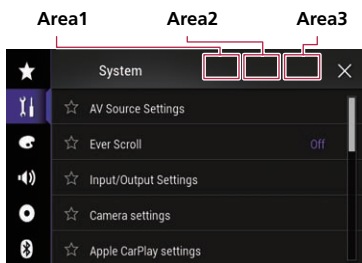 Area1 Area2 Area3
System
AV Source Settings
Ever Scroll Off
Input/Output Settings
Camera settings
Apple CarPlay settings